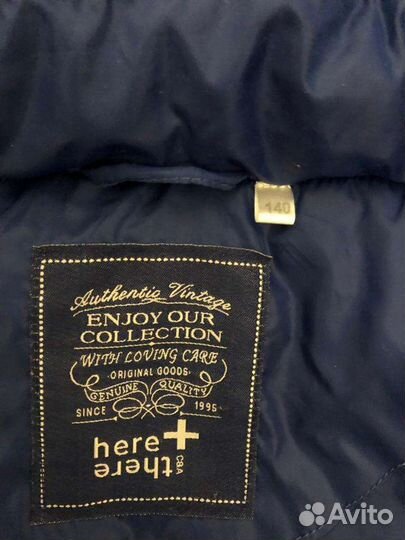 140
Authentic Vintage
ENJOY OUR
COLLECTION
WITH LOVING CARE
·ORIGINAL GOODS·
GENUINE QUALITY
SINCE 1995
here+
there
C&A
Avito